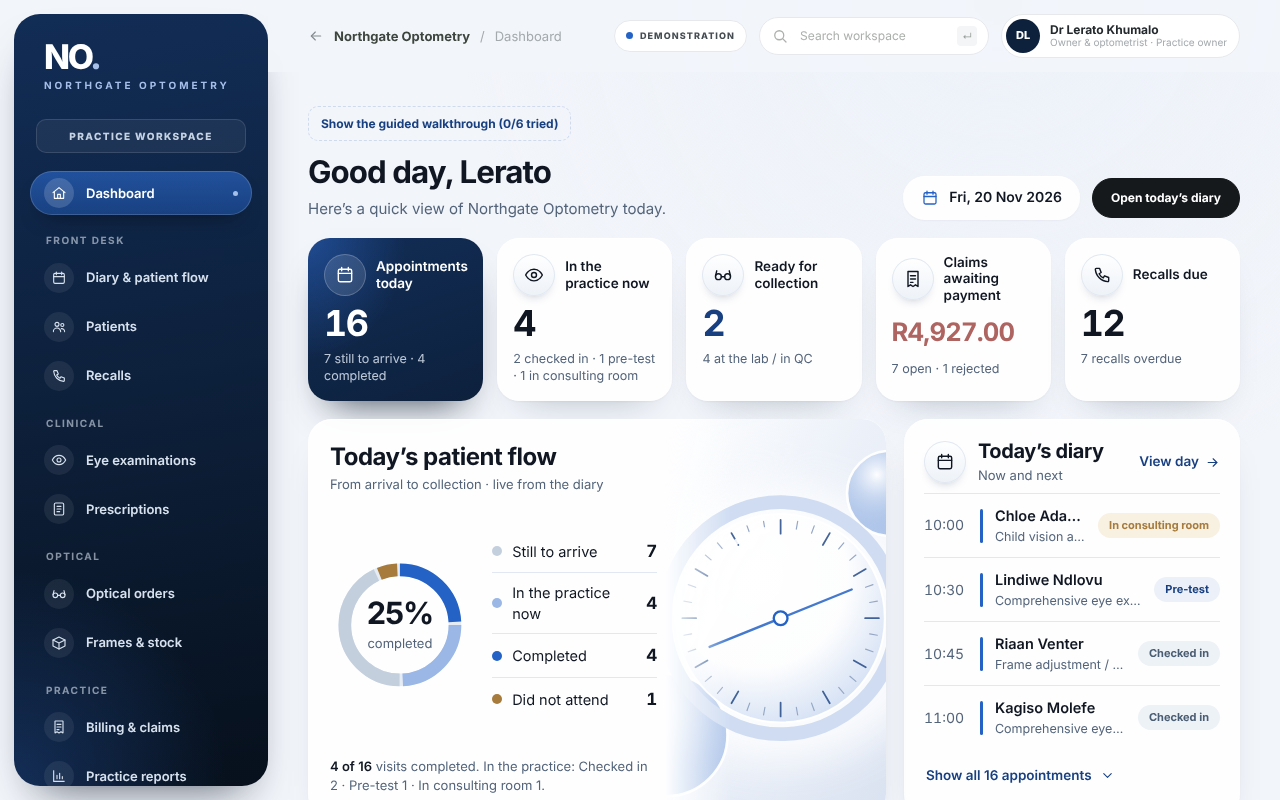 NO.
NORTHGATE OPTOMETRY
PRACTICE WORKSPACE
Dashboard
FRONT DESK
Diary & patient flow
Patients
Recalls
CLINICAL
Eye examinations
Prescriptions
OPTICAL
Optical orders
Frames & stock
PRACTICE
Billing & claims
Practice reports
Northgate Optometry / Dashboard
DEMONSTRATION
Search workspace
DL
Dr Lerato Khumalo
Owner & optometrist · Practice owner
Show the guided walkthrough (0/6 tried)
Good day, Lerato
Here’s a quick view of Northgate Optometry today.
Fri, 20 Nov 2026
Open today’s diary
Appointments
today
16
7 still to arrive · 4
completed
In the
practice now
4
2 checked in · 1 pre-test
· 1 in consulting room
Ready for
collection
2
4 at the lab / in QC
Claims
awaiting
payment
R4,927.00
7 open · 1 rejected
Recalls due
12
7 recalls overdue
Today’s patient flow
From arrival to collection · live from the diary
25%
completed
Still to arrive 7
In the practice
now 4
Completed 4
Did not attend 1
4 of 16 visits completed. In the practice: Checked in
2 · Pre-test 1 · In consulting room 1.
Today’s diary
Now and next
View day
10:00 Chloe Ada... In consulting room
Child vision a...
10:30 Lindiwe Ndlovu Pre-test
Comprehensive eye ex...
10:45 Riaan Venter Checked in
Frame adjustment / ...
11:00 Kagiso Molefe Checked in
Comprehensive eye...
Show all 16 appointments